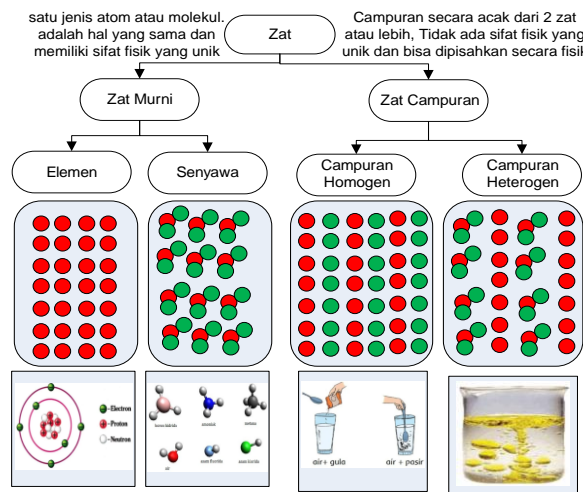 satu jenis atom atau molekul.
adalah hal yang sama dan
memiliki sifat fisik yang unik
Zat
Campuran secara acak dari 2 zat
atau lebih, Tidak ada sifat fisik yang
unik dan bisa dipisahkan secara fisik
Zat Murni
Zat Campuran
Elemen
Senyawa
Campuran
Homogen
Campuran
Heterogen
Electron
Proton
Neutron
air
air+ gula
air + pasir